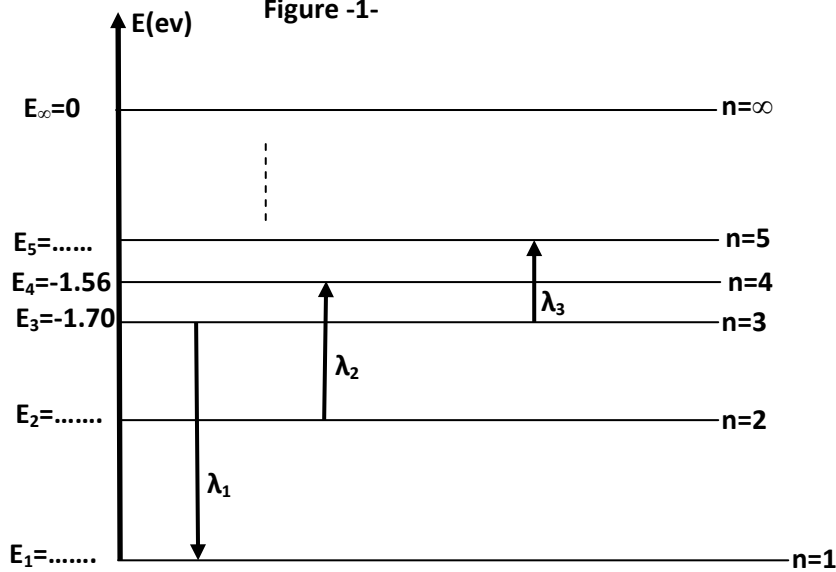 Figure -1-
E(ev)
E∞=0
n=∞
E₅=......
n=5
E₄=-1.56
n=4
E₃=-1.70
n=3
λ₃
λ₂
E₂=.......
n=2
λ₁
E₁=.......
n=1